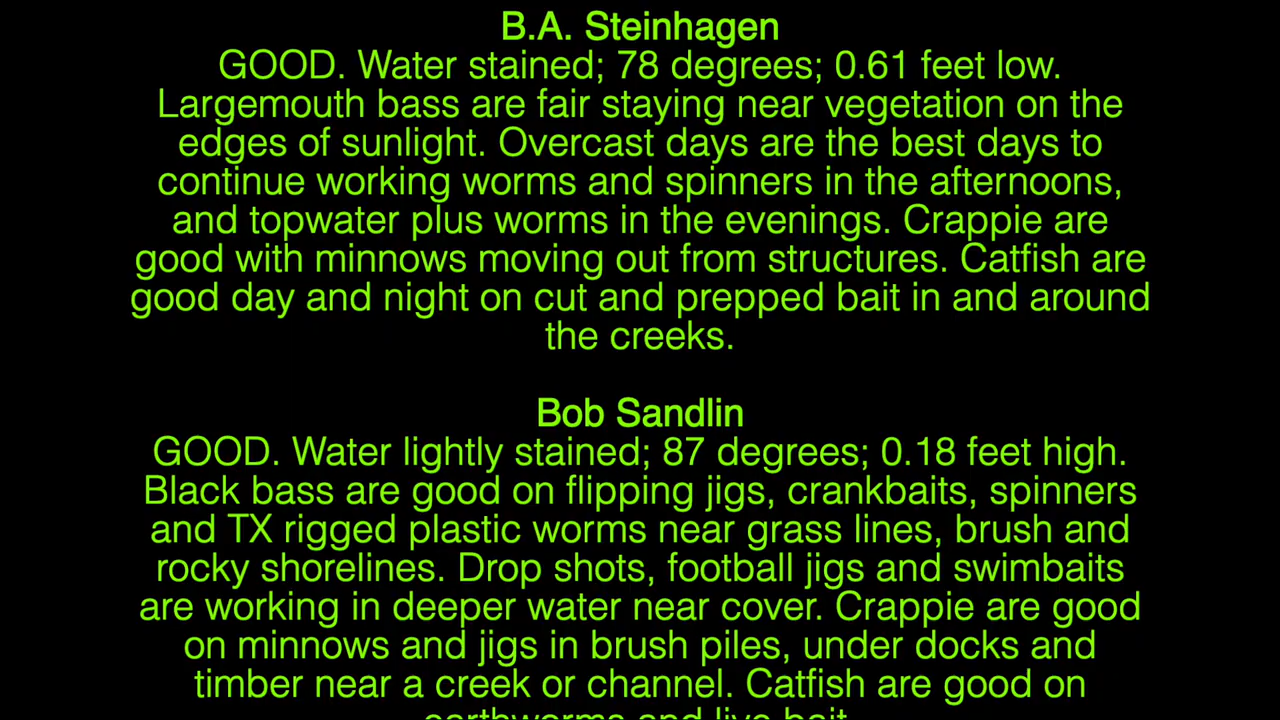 B.A. Steinhagen
GOOD. Water stained; 78 degrees; 0.61 feet low.
Largemouth bass are fair staying near vegetation on the
edges of sunlight. Overcast days are the best days to
continue working worms and spinners in the afternoons,
and topwater plus worms in the evenings. Crappie are
good with minnows moving out from structures. Catfish are
good day and night on cut and prepped bait in and around
the creeks.
Bob Sandlin
GOOD. Water lightly stained; 87 degrees; 0.18 feet high.
Black bass are good on flipping jigs, crankbaits, spinners
and TX rigged plastic worms near grass lines, brush and
rocky shorelines. Drop shots, football jigs and swimbaits
are working in deeper water near cover. Crappie are good
on minnows and jigs in brush piles, under docks and
timber near a creek or channel. Catfish are good on
earthworms and live bait.